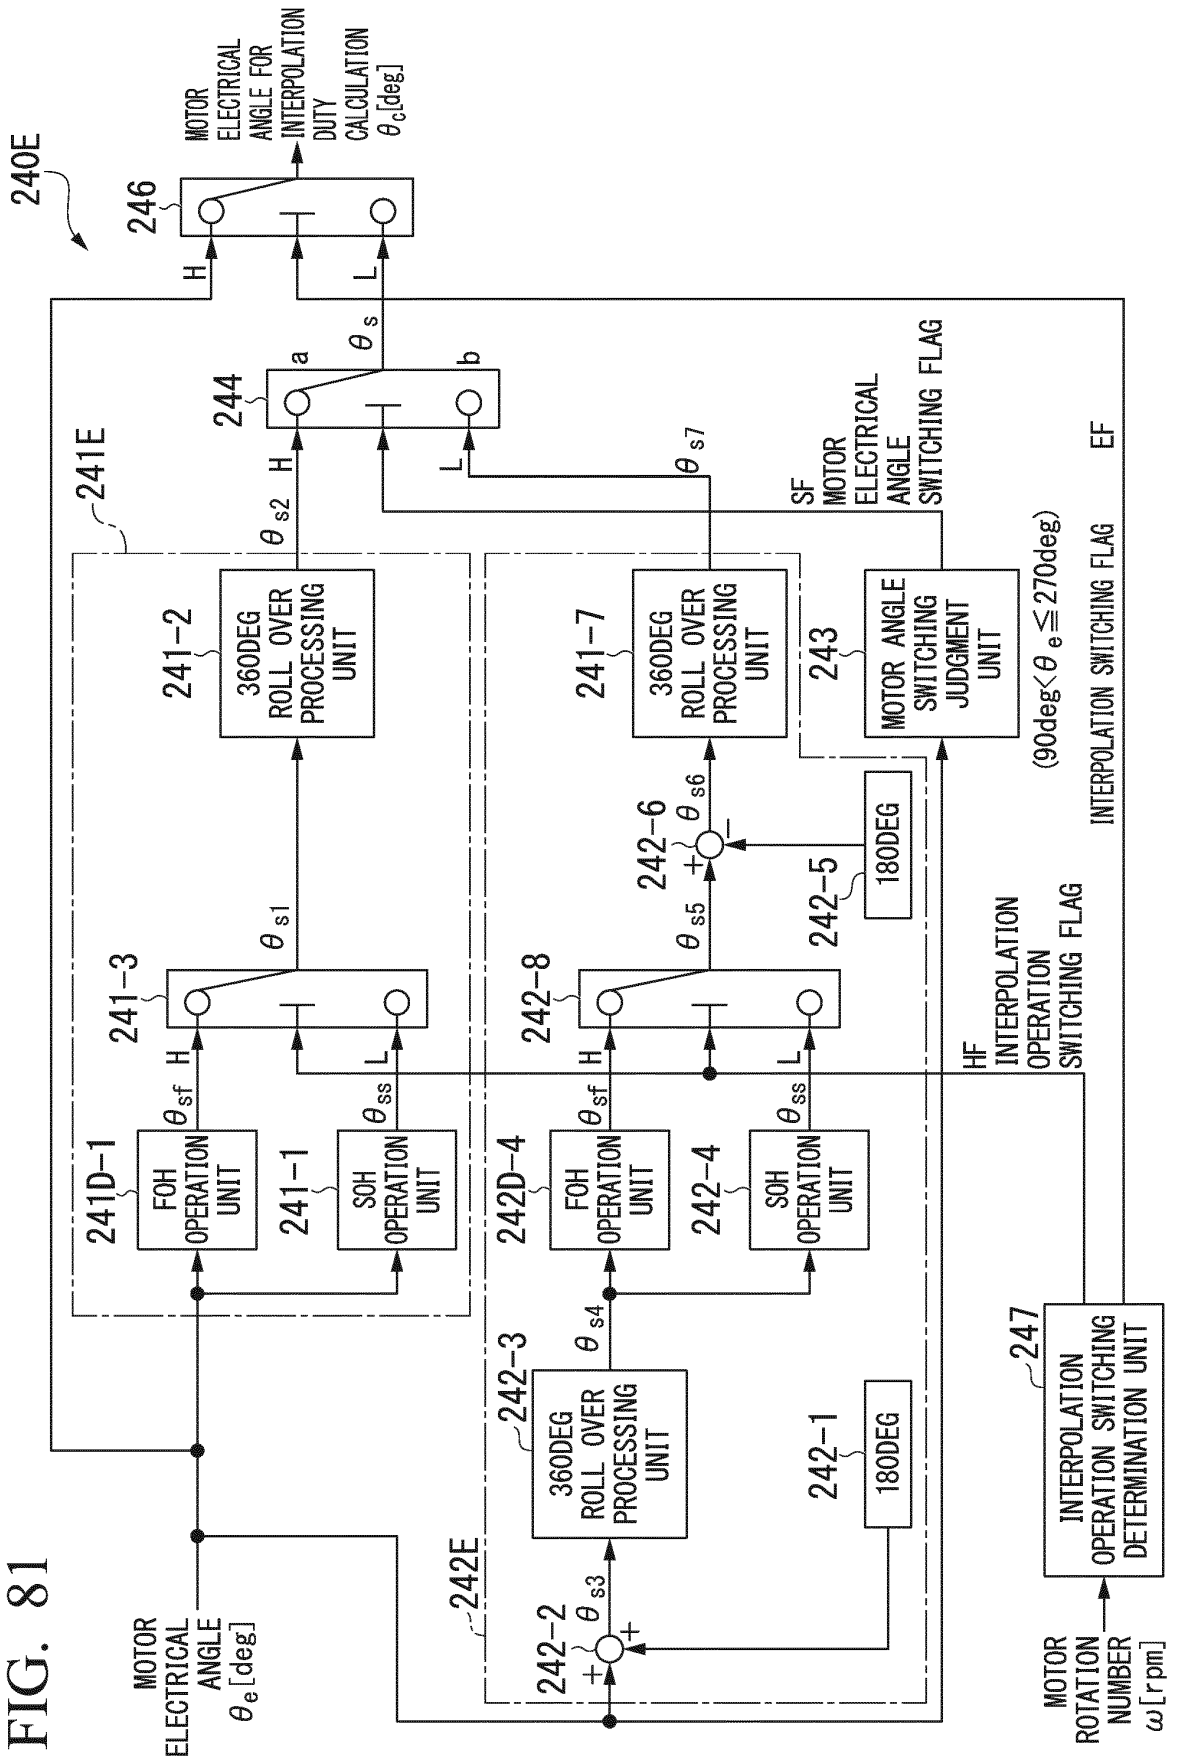 FIG. 81
240E
MOTOR
ELECTRICAL
ANGLE
θe[deg]
241E
241D-1
FOH
OPERATION
UNIT
θsf
H
241-1
SOH
OPERATION
UNIT
θss
L
241-3
θs1
241-2
360DEG
ROLL OVER
PROCESSING
UNIT
θs2
H
244
a
b
θs
L
H
246
MOTOR
ELECTRICAL
ANGLE FOR
INTERPOLATION
DUTY
CALCULATION
θc[deg]
242E
242-2
+
+
θs3
242-3
360DEG
ROLL OVER
PROCESSING
UNIT
θs4
242-1
180DEG
242D-4
FOH
OPERATION
UNIT
θsf
H
242-4
SOH
OPERATION
UNIT
θss
L
242-8
θs5
242-6
+
-
242-5
180DEG
θs6
241-7
360DEG
ROLL OVER
PROCESSING
UNIT
θs7
L
243
MOTOR ANGLE
SWITCHING
JUDGMENT
UNIT
(90deg<θe≦270deg)
SF MOTOR
ELECTRICAL
ANGLE
SWITCHING FLAG
HF INTERPOLATION
OPERATION
SWITCHING FLAG
INTERPOLATION SWITCHING FLAG EF
247
INTERPOLATION
OPERATION SWITCHING
DETERMINATION UNIT
MOTOR
ROTATION
NUMBER
ω[rpm]